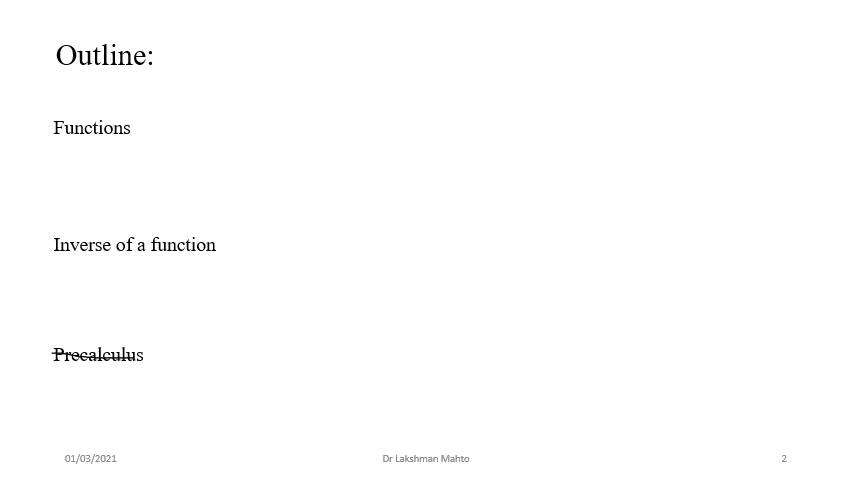 Outline:
Functions
Inverse of a function
Precalculus
01/03/2021
Dr Lakshman Mahto
2